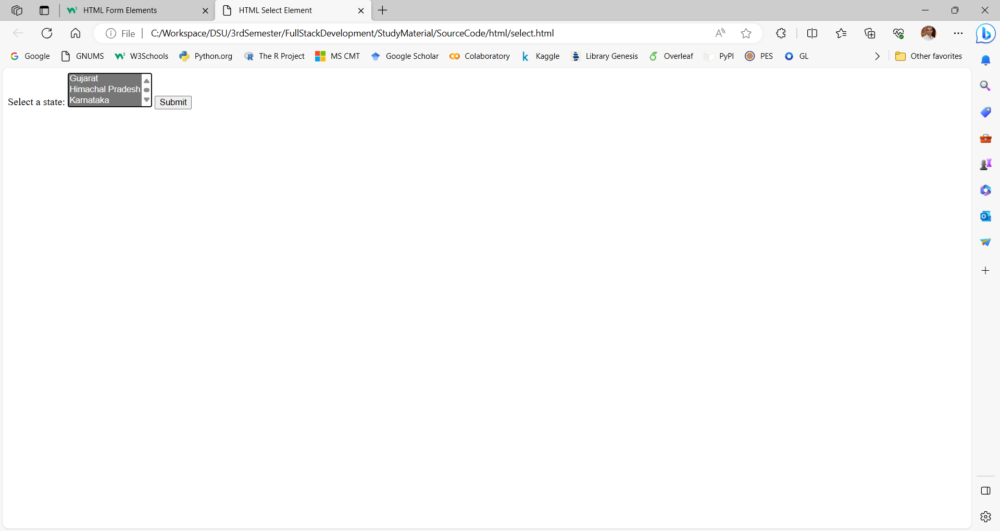 HTML Form Elements
HTML Select Element
File
C:/Workspace/DSU/3rdSemester/FullStackDevelopment/StudyMaterial/SourceCode/html/select.html
Google GNUMS W3Schools Python.org The R Project MS CMT Google Scholar Colaboratory Kaggle Library Genesis Overleaf PyPI PES GL Other favorites
Gujarat
Himachal Pradesh
Karnataka
Select a state:
Submit